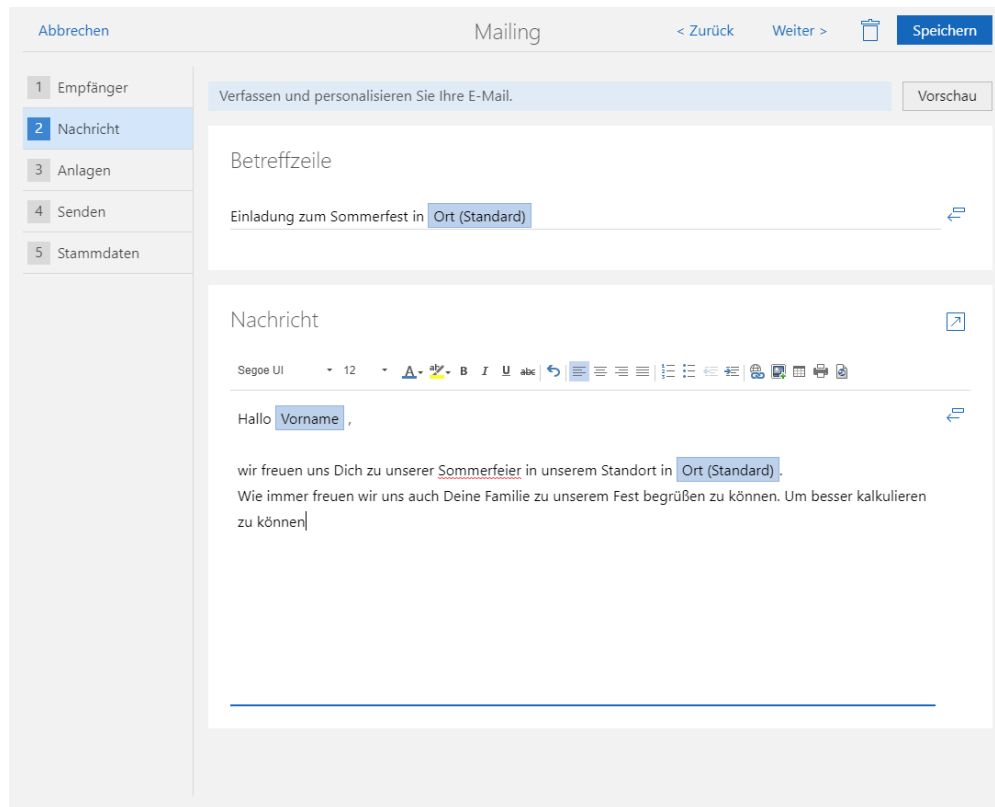 Abbrechen
Mailing
< Zurück
Weiter >
Speichern
1 Empfänger
2 Nachricht
3 Anlagen
4 Senden
5 Stammdaten
Verfassen und personalisieren Sie Ihre E-Mail.
Vorschau
Betreffzeile
Einladung zum Sommerfest in Ort (Standard)
Nachricht
Segoe UI 12 A ab B I U abc
Hallo Vorname ,
wir freuen uns Dich zu unserer Sommerfeier in unserem Standort in Ort (Standard) .
Wie immer freuen wir uns auch Deine Familie zu unserem Fest begrüßen zu können. Um besser kalkulieren
zu können